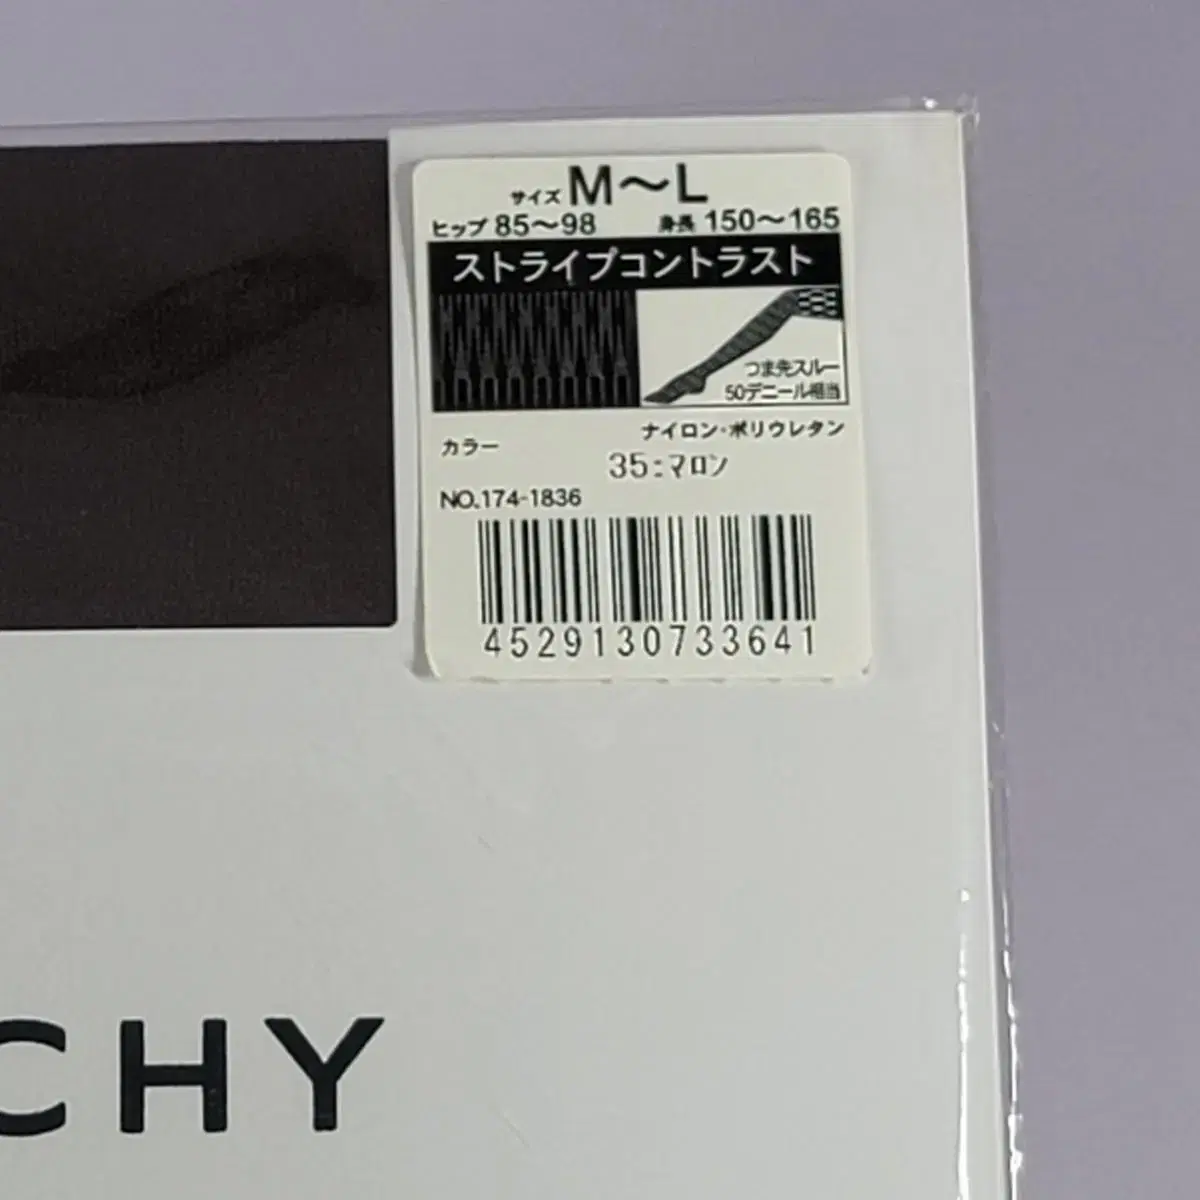 サイズ M～L
ヒップ 85～98 身長 150～165
ストライプコントラスト
つま先スルー
50デニール相当
ナイロン・ポリウレタン
カラー
35:マロン
NO.174-1836
4529130733641
CHY